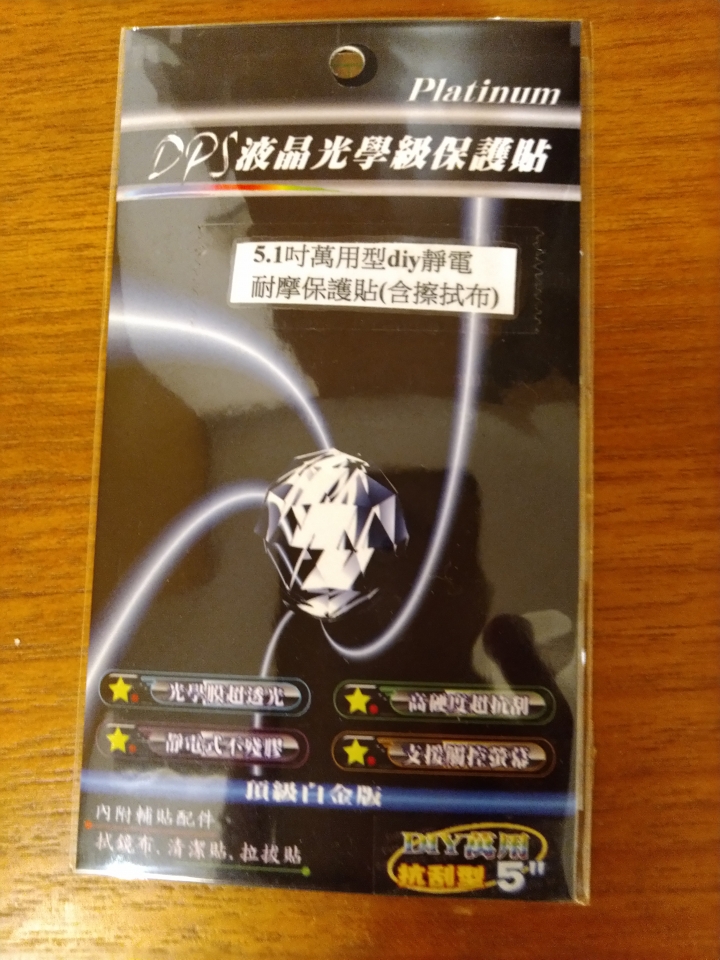 Platinum
DPS液晶光學級保護貼
5.1吋萬用型diy靜電
耐摩保護貼(含擦拭布)
光學膜超透光
高硬度超抗刮
靜電式不殘膠
支援觸控螢幕
頂級白金版
內附輔貼配件
拭鏡布、清潔貼、拉拔貼
DIY萬用
抗刮型 5"